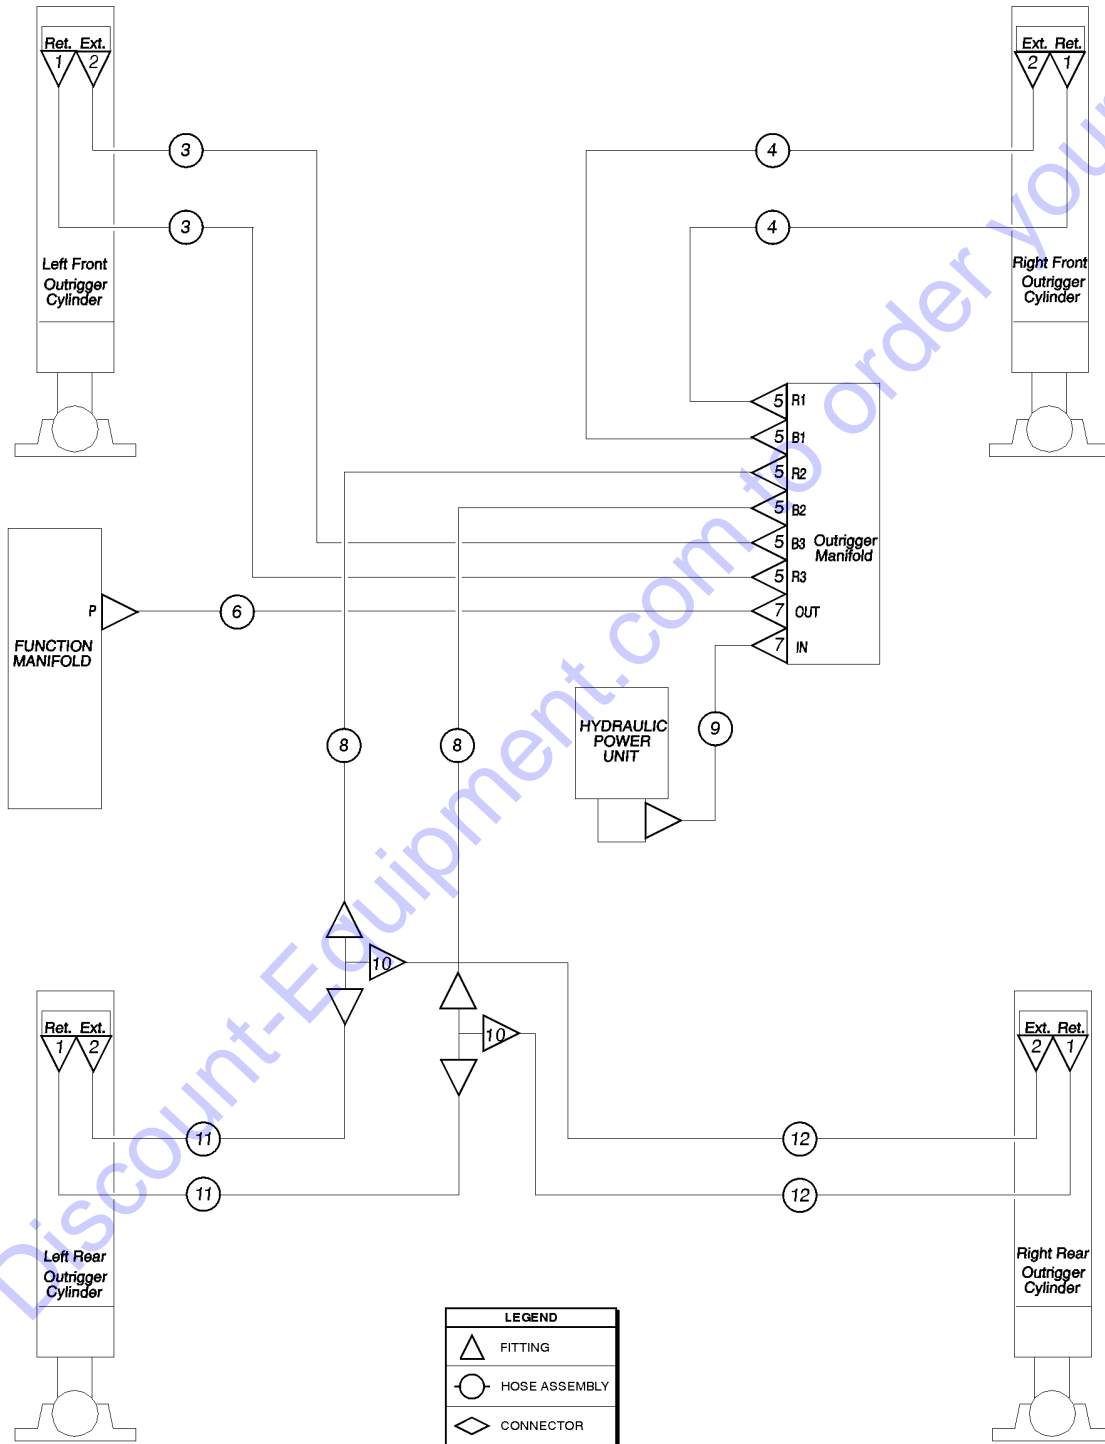 Ret. Ext.
1 2
Ext. Ret.
2 1
3
4
3
4
Left Front
Outrigger
Cylinder
Right Front
Outrigger
Cylinder
5 R1
5 B1
5 R2
5 B2
5 B3
Outrigger
Manifold
5 R3
7 OUT
7 IN
P
6
FUNCTION
MANIFOLD
HYDRAULIC
POWER
UNIT
9
8
8
10
10
Ret. Ext.
1 2
Ext. Ret.
2 1
11
12
11
12
Left Rear
Outrigger
Cylinder
Right Rear
Outrigger
Cylinder
LEGEND
FITTING
HOSE ASSEMBLY
CONNECTOR
Discount-Equipment.com to order your